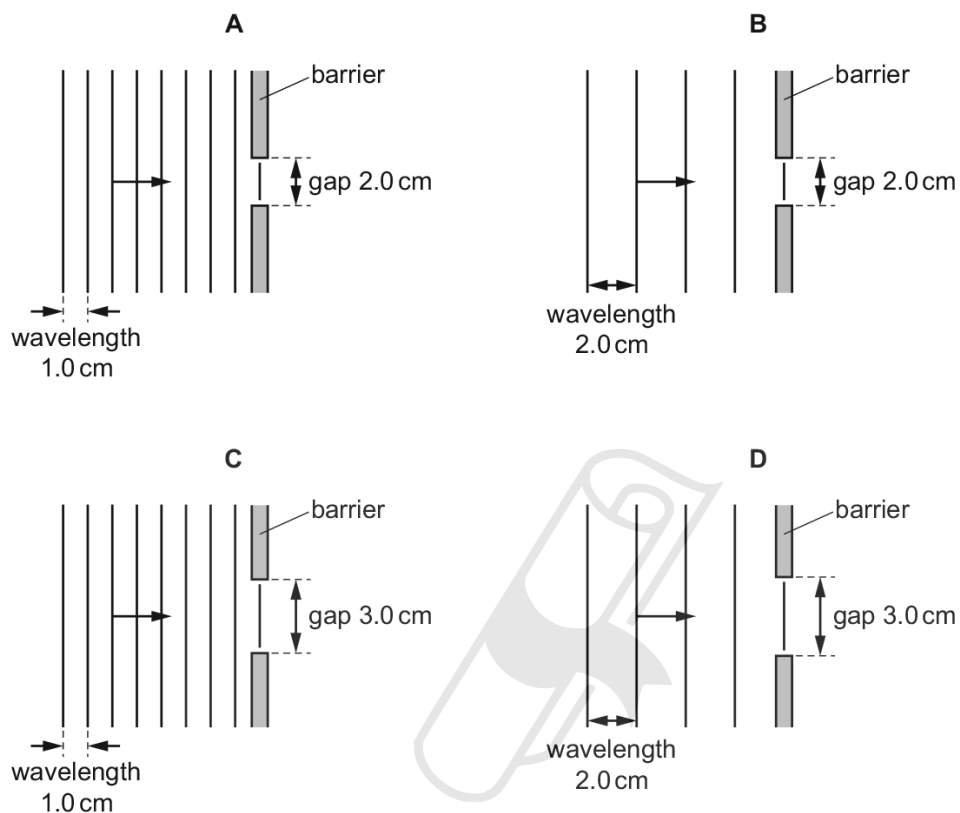 A
barrier
gap 2.0 cm
wavelength
1.0 cm
B
barrier
gap 2.0 cm
wavelength
2.0 cm
C
barrier
gap 3.0 cm
wavelength
1.0 cm
D
barrier
gap 3.0 cm
wavelength
2.0 cm